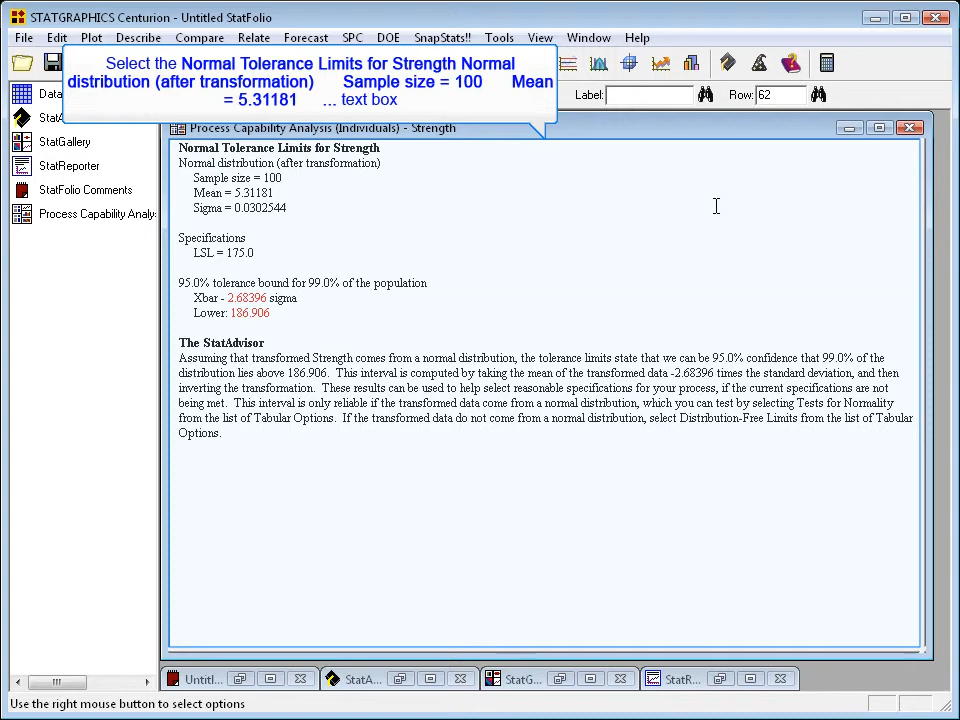 STATGRAPHICS Centurion - Untitled StatFolio
File Edit Plot Describe Compare Relate Forecast SPC DOE SnapStats!! Tools View Window Help
Select the Normal Tolerance Limits for Strength Normal
distribution (after transformation) Sample size = 100 Mean
= 5.31181 ... text box
Label: Row: 62
Data
StatA
StatGallery
StatReporter
StatFolio Comments
Process Capability Analy
Process Capability Analysis (Individuals) - Strength
Normal Tolerance Limits for Strength
Normal distribution (after transformation)
Sample size = 100
Mean = 5.31181
Sigma = 0.0302544
Specifications
LSL = 175.0
95.0% tolerance bound for 99.0% of the population
Xbar - 2.68396 sigma
Lower: 186.906
The StatAdvisor
Assuming that transformed Strength comes from a normal distribution, the tolerance limits state that we can be 95.0% confidence that 99.0% of the
distribution lies above 186.906. This interval is computed by taking the mean of the transformed data -2.68396 times the standard deviation, and then
inverting the transformation. These results can be used to help select reasonable specifications for your process, if the current specifications are not
being met. This interval is only reliable if the transformed data come from a normal distribution, which you can test by selecting Tests for Normality
from the list of Tabular Options. If the transformed data do not come from a normal distribution, select Distribution-Free Limits from the list of Tabular
Options.
Untitl... StatA... StatG... StatR...
Use the right mouse button to select options